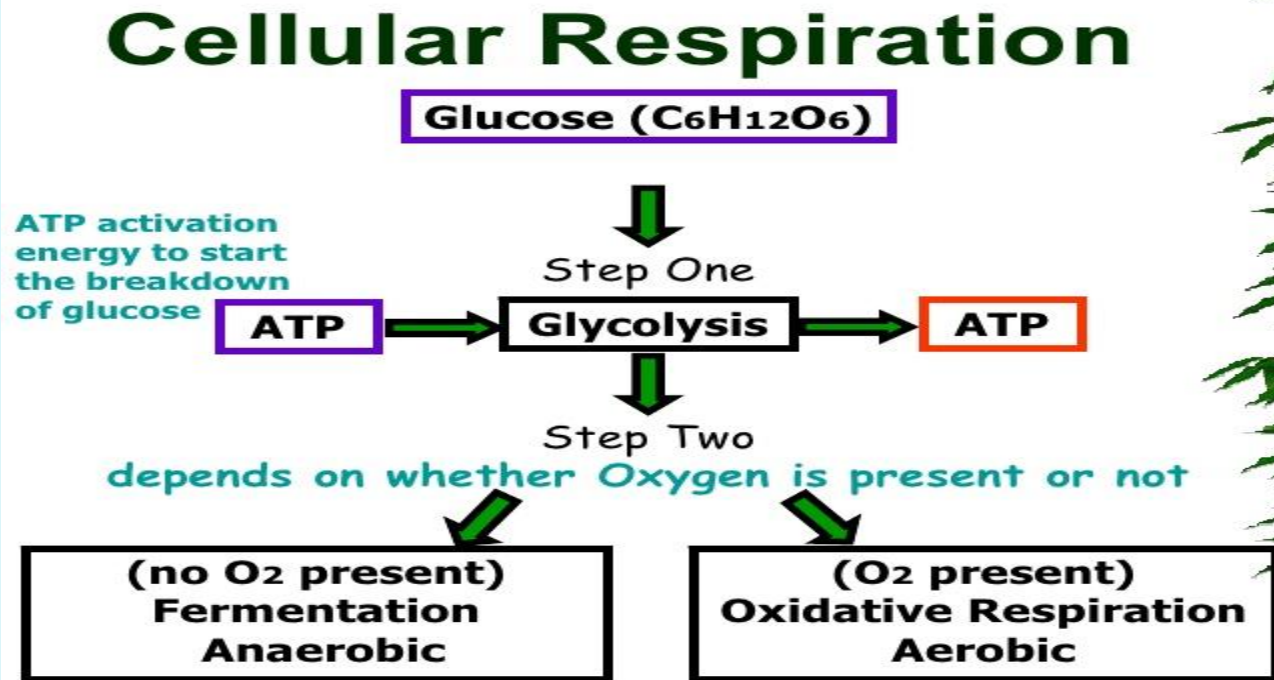 Cellular Respiration
Glucose (C6H12O6)
ATP activation
energy to start
the breakdown
of glucose
Step One
ATP
Glycolysis
ATP
Step Two
depends on whether Oxygen is present or not
(no O2 present)
Fermentation
Anaerobic
(O2 present)
Oxidative Respiration
Aerobic